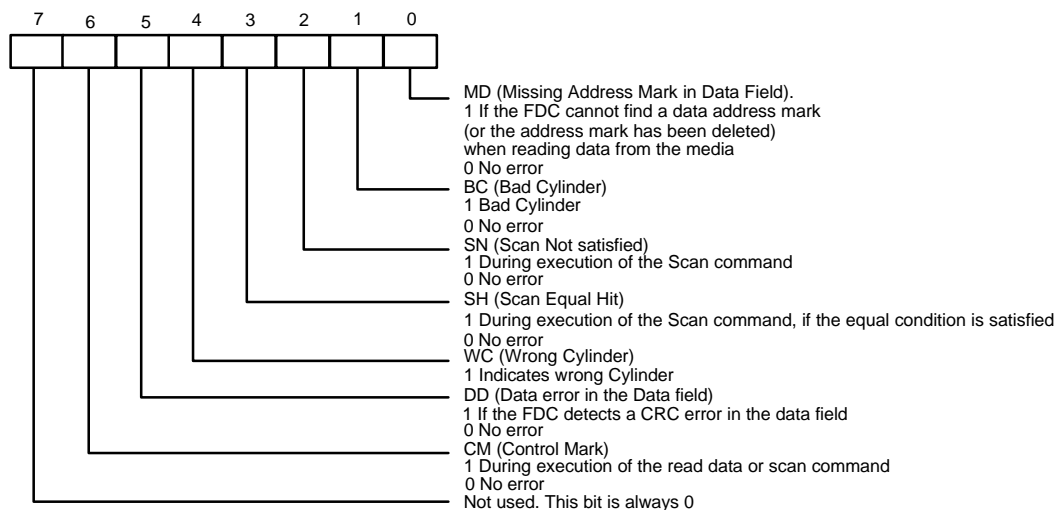 7 6 5 4 3 2 1 0
MD (Missing Address Mark in Data Field).
1 If the FDC cannot find a data address mark
(or the address mark has been deleted)
when reading data from the media
0 No error
BC (Bad Cylinder)
1 Bad Cylinder
0 No error
SN (Scan Not satisfied)
1 During execution of the Scan command
0 No error
SH (Scan Equal Hit)
1 During execution of the Scan command, if the equal condition is satisfied
0 No error
WC (Wrong Cylinder)
1 Indicates wrong Cylinder
DD (Data error in the Data field)
1 If the FDC detects a CRC error in the data field
0 No error
CM (Control Mark)
1 During execution of the read data or scan command
0 No error
Not used. This bit is always 0